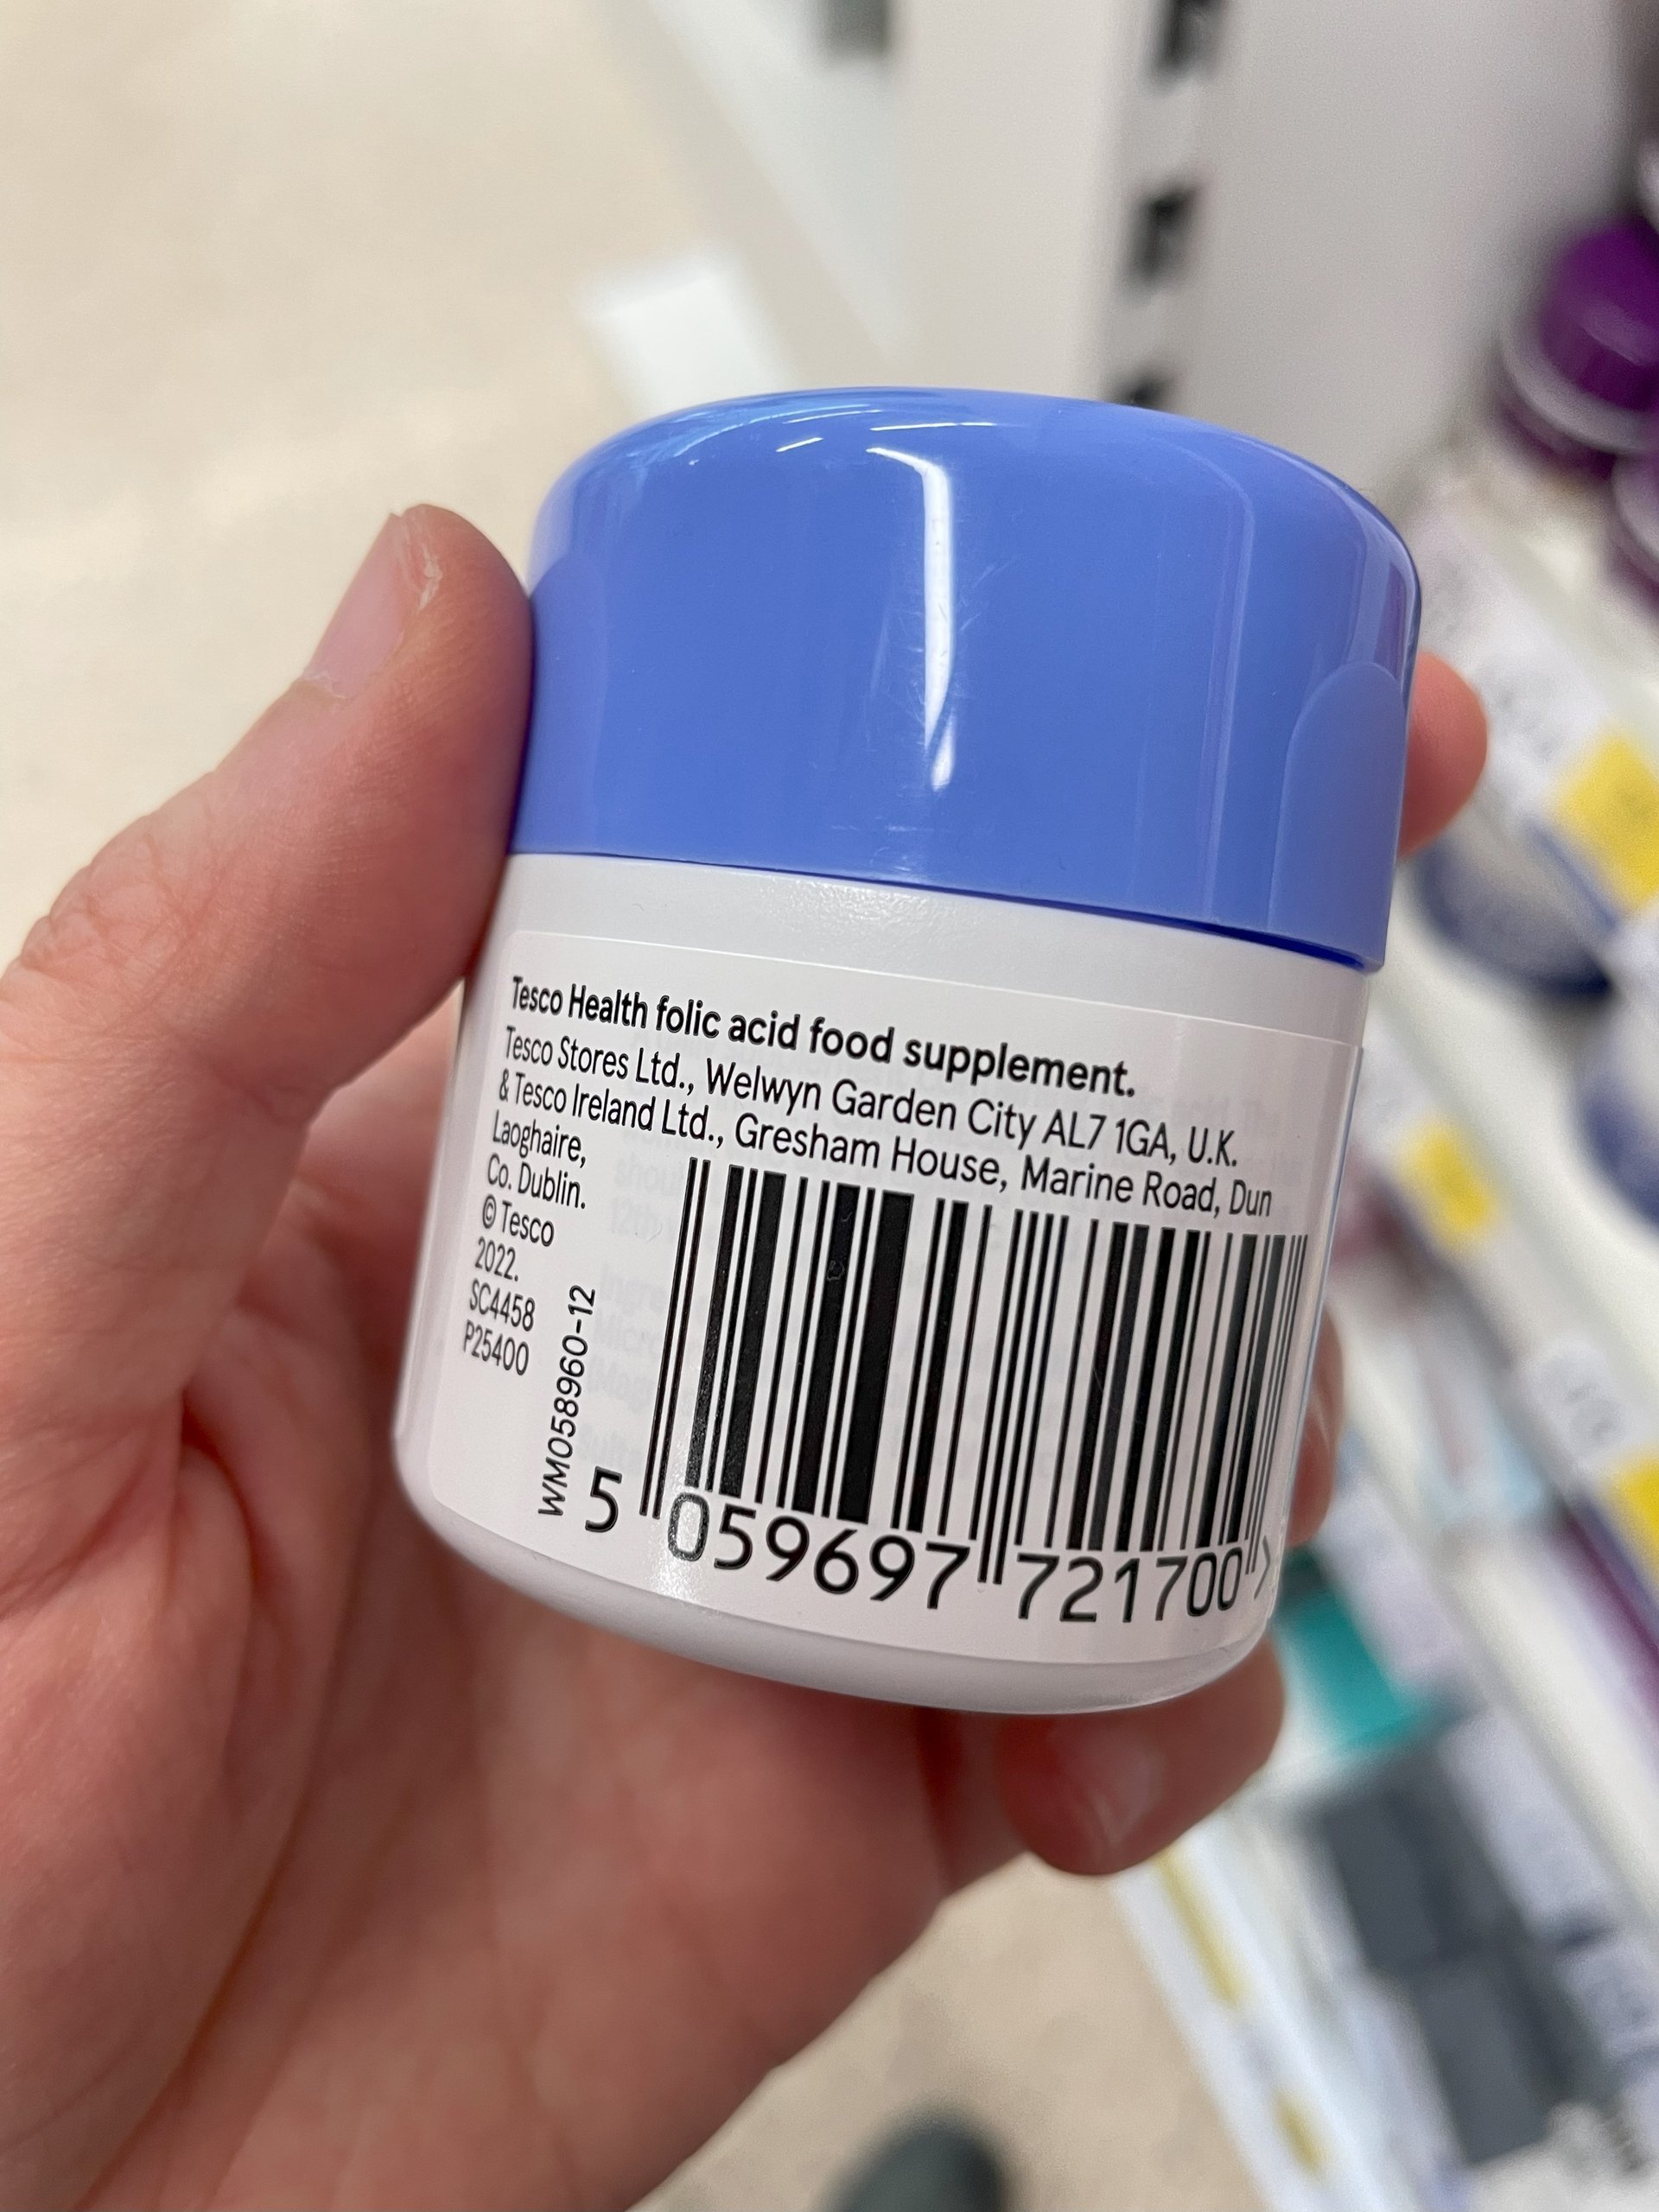 Tesco Health folic acid food supplement.
Tesco Stores Ltd., Welwyn Garden City AL7 1GA, U.K.
& Tesco Ireland Ltd., Gresham House, Marine Road, Dun
Laoghaire,
Co. Dublin.
© Tesco
2022.
SC4458
P25400
WM058960-12
5 059697 721700 >